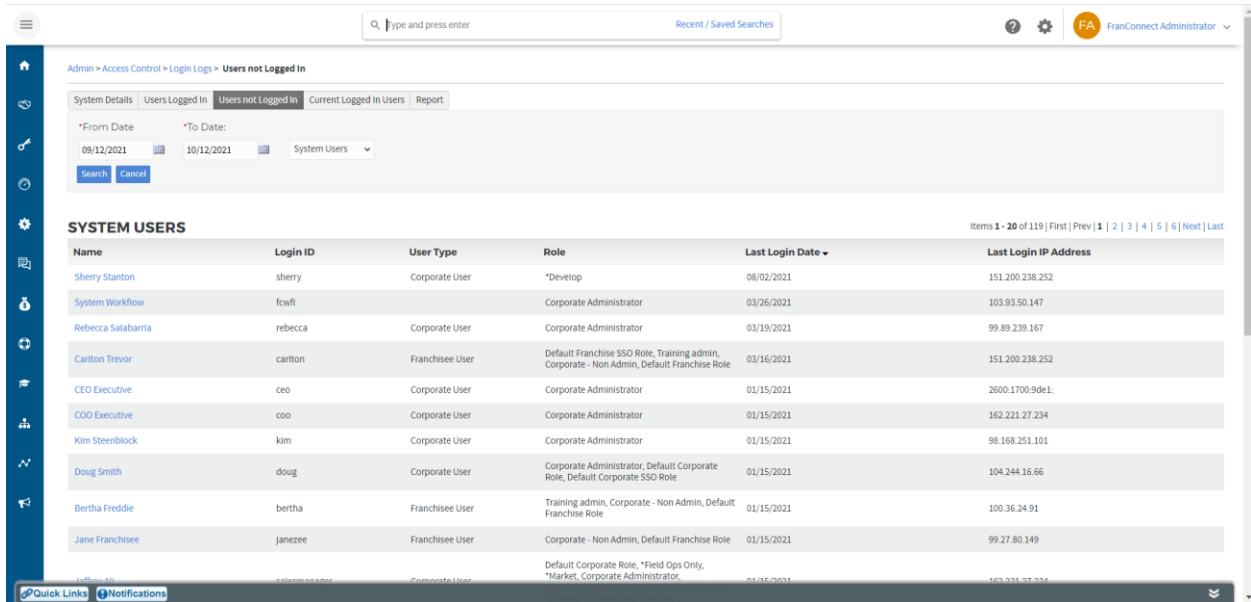 Type and press enter
Recent / Saved Searches
FA
FranConnect Administrator
Admin > Access Control > Login Logs > Users not Logged In
System Details Users Logged In Users not Logged In Current Logged In Users Report
*From Date *To Date:
09/12/2021 10/12/2021 System Users
Search Cancel
SYSTEM USERS
Items 1 - 20 of 119 | First | Prev | 1 | 2 | 3 | 4 | 5 | 6 | Next | Last
Name Login ID User Type Role Last Login Date Last Login IP Address
Sherry Stanton sherry Corporate User *Develop 08/02/2021 151.200.238.252
System Workflow fcwfl Corporate Administrator 03/26/2021 103.93.50.147
Rebecca Salabarria rebecca Corporate User Corporate Administrator 03/19/2021 99.89.239.167
Carlton Trevor carlton Franchisee User Default Franchise SSO Role, Training admin,
Corporate - Non Admin, Default Franchise Role 03/16/2021 151.200.238.252
CEO Executive ceo Corporate User Corporate Administrator 01/15/2021 2600:1700:9de1:
COO Executive coo Corporate User Corporate Administrator 01/15/2021 162.221.27.234
Kim Steenblock kim Corporate User Corporate Administrator 01/15/2021 98.168.251.101
Doug Smith doug Corporate User Corporate Administrator, Default Corporate
Role, Default Corporate SSO Role 01/15/2021 104.244.16.66
Bertha Freddie bertha Franchisee User Training admin, Corporate - Non Admin, Default
Franchise Role 01/15/2021 100.36.24.91
Jane Franchisee janezee Franchisee User Corporate - Non Admin, Default Franchise Role 01/15/2021 99.27.80.149
Default Corporate Role, *Field Ops Only,
*Market, Corporate Administrator,
Quick Links Notifications